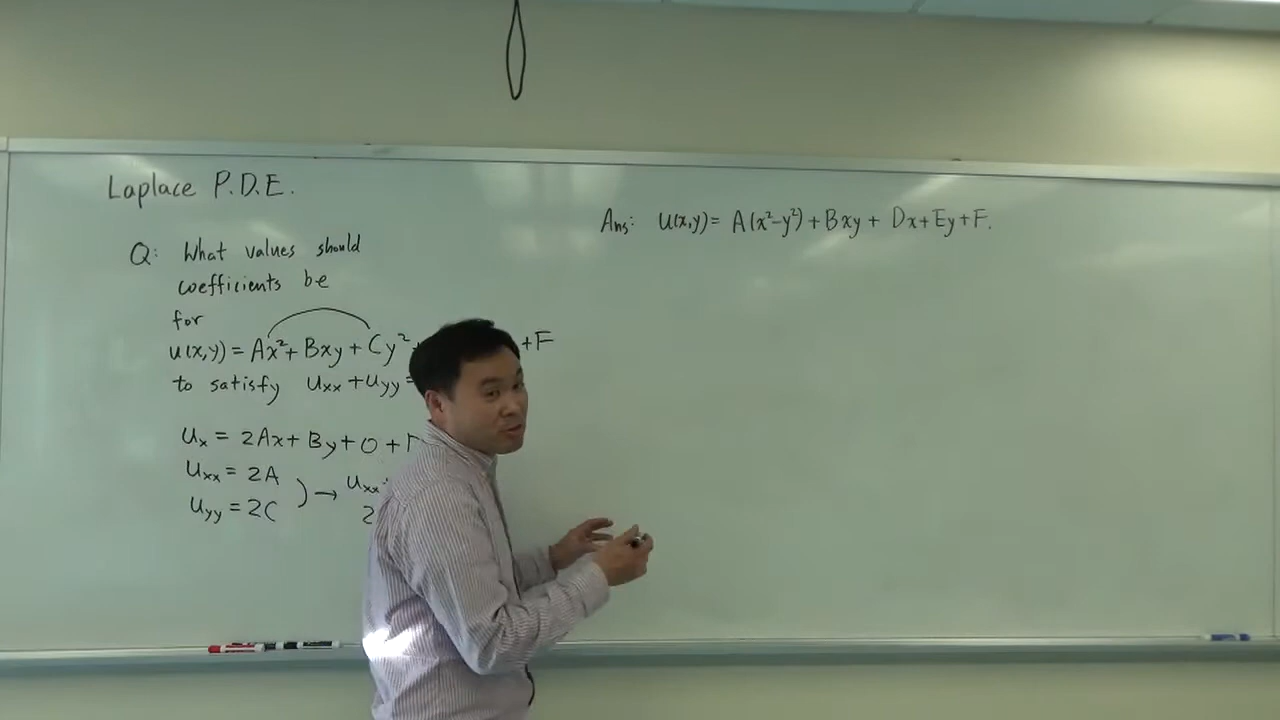 Laplace P.D.E.
Q: What values should
coefficients be
for
u(x,y) = Ax² + Bxy + Cy² +F
to satisfy uxx + uyy =
ux = 2Ax + By + 0 +
uxx = 2A
uyy = 2C
) → uxx
2
Ans: u(x,y) = A(x²-y²) + Bxy + Dx + Ey + F.